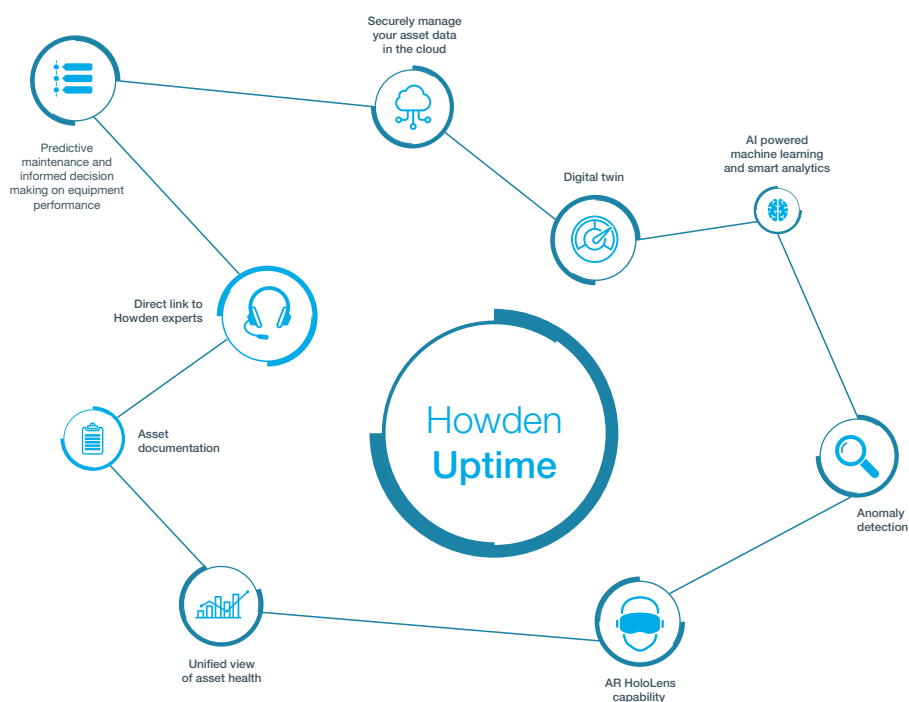 Securely manage
your asset data
in the cloud
Predictive
maintenance and
informed decision
making on equipment
performance
AI powered
machine learning
and smart analytics
Digital twin
Direct link to
Howden experts
Howden
Uptime
Asset
documentation
Anomaly
detection
Unified view
of asset health
AR HoloLens
capability